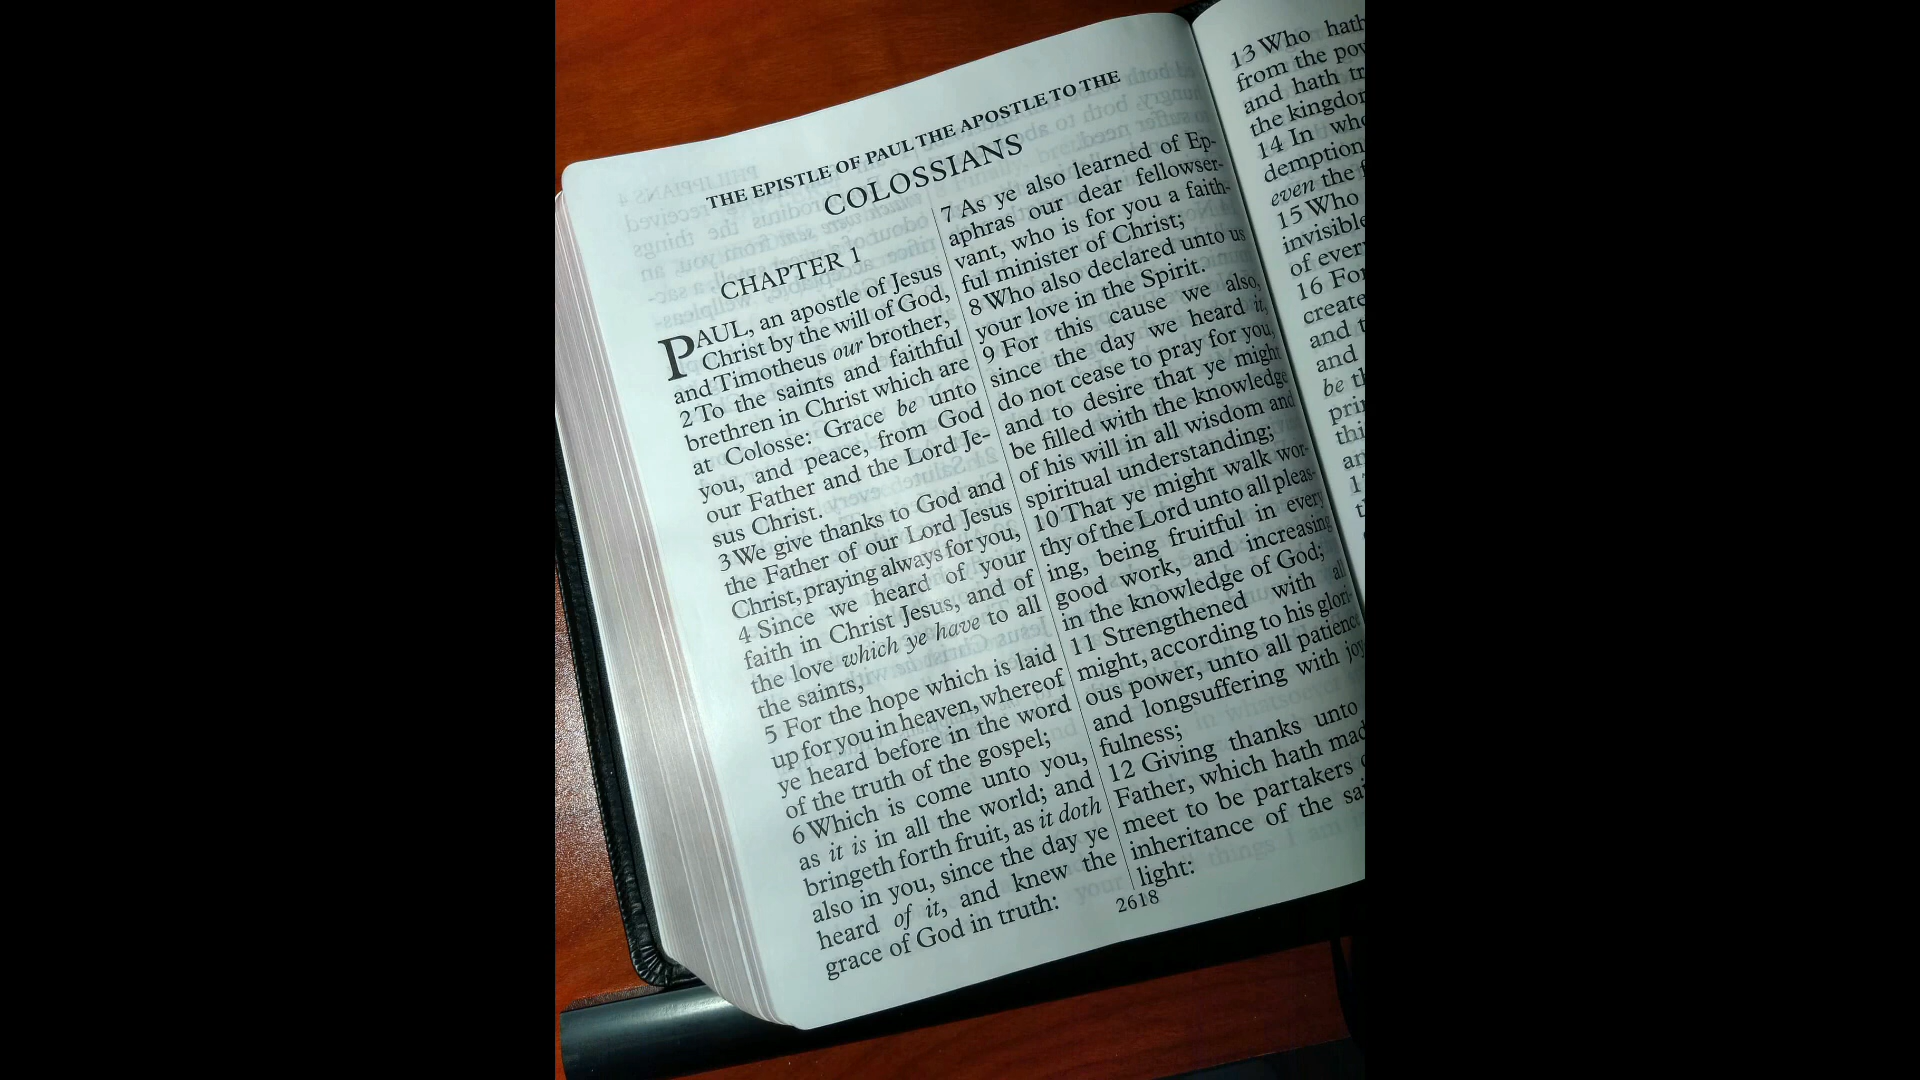 THE EPISTLE OF PAUL THE APOSTLE TO THE
COLOSSIANS
CHAPTER 1
PAUL, an apostle of Jesus
Christ by the will of God,
and Timotheus our brother,
2 To the saints and faithful
brethren in Christ which are
at Colosse: Grace be unto
you, and peace, from God
our Father and the Lord Je-
sus Christ.
3 We give thanks to God and
the Father of our Lord Jesus
Christ, praying always for you,
4 Since we heard of your
faith in Christ Jesus, and of
the love which ye have to all
the saints,
5 For the hope which is laid
up for you in heaven, whereof
ye heard before in the word
of the truth of the gospel;
6 Which is come unto you,
as it is in all the world; and
bringeth forth fruit, as it doth
also in you, since the day ye
heard of it, and knew the
grace of God in truth:
7 As ye also learned of Ep-
aphras our dear fellowser-
vant, who is for you a faith-
ful minister of Christ;
8 Who also declared unto us
your love in the Spirit.
9 For this cause we also,
since the day we heard it,
do not cease to pray for you,
and to desire that ye might
be filled with the knowledge
of his will in all wisdom and
spiritual understanding;
10 That ye might walk wor-
thy of the Lord unto all pleas-
ing, being fruitful in every
good work, and increasing
in the knowledge of God;
11 Strengthened with all
might, according to his glori-
ous power, unto all patience
and longsuffering with joy
fulness;
12 Giving thanks unto
Father, which hath mad
meet to be partakers
inheritance of the sai
light:
2618
13 Who hath
from the pow
and hath tr
the kingdom
14 In who
demption
even the f
15 Who
invisible
of ever
16 For
create
and t
and
be th
prin
thi